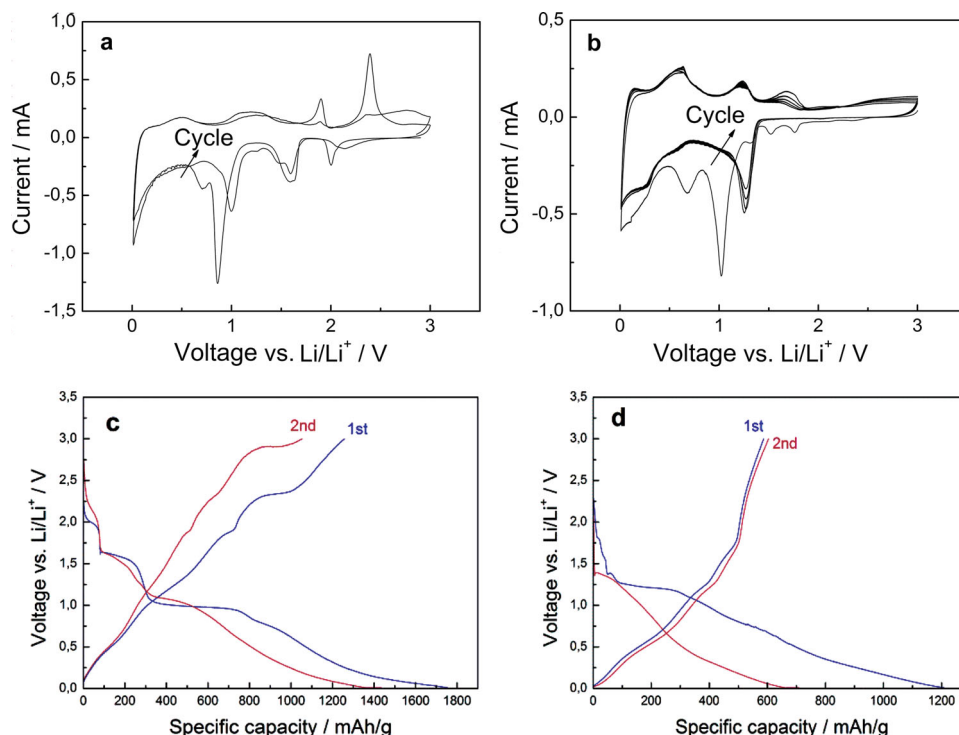 a
Current / mA
1,0
0,5
0,0
-0,5
-1,0
-1,5
Cycle
0 1 2 3
Voltage vs. Li/Li⁺ / V
b
Current / mA
0,5
0,0
-0,5
-1,0
Cycle
0 1 2 3
Voltage vs. Li/Li⁺ / V
c
Voltage vs. Li/Li⁺ / V
3,5
3,0
2,5
2,0
1,5
1,0
0,5
0,0
2nd
1st
0 200 400 600 800 1000 1200 1400 1600 1800
Specific capacity / mAh/g
d
Voltage vs. Li/Li⁺ / V
3,5
3,0
2,5
2,0
1,5
1,0
0,5
0,0
1st
2nd
0 200 400 600 800 1000 1200
Specific capacity / mAh/g